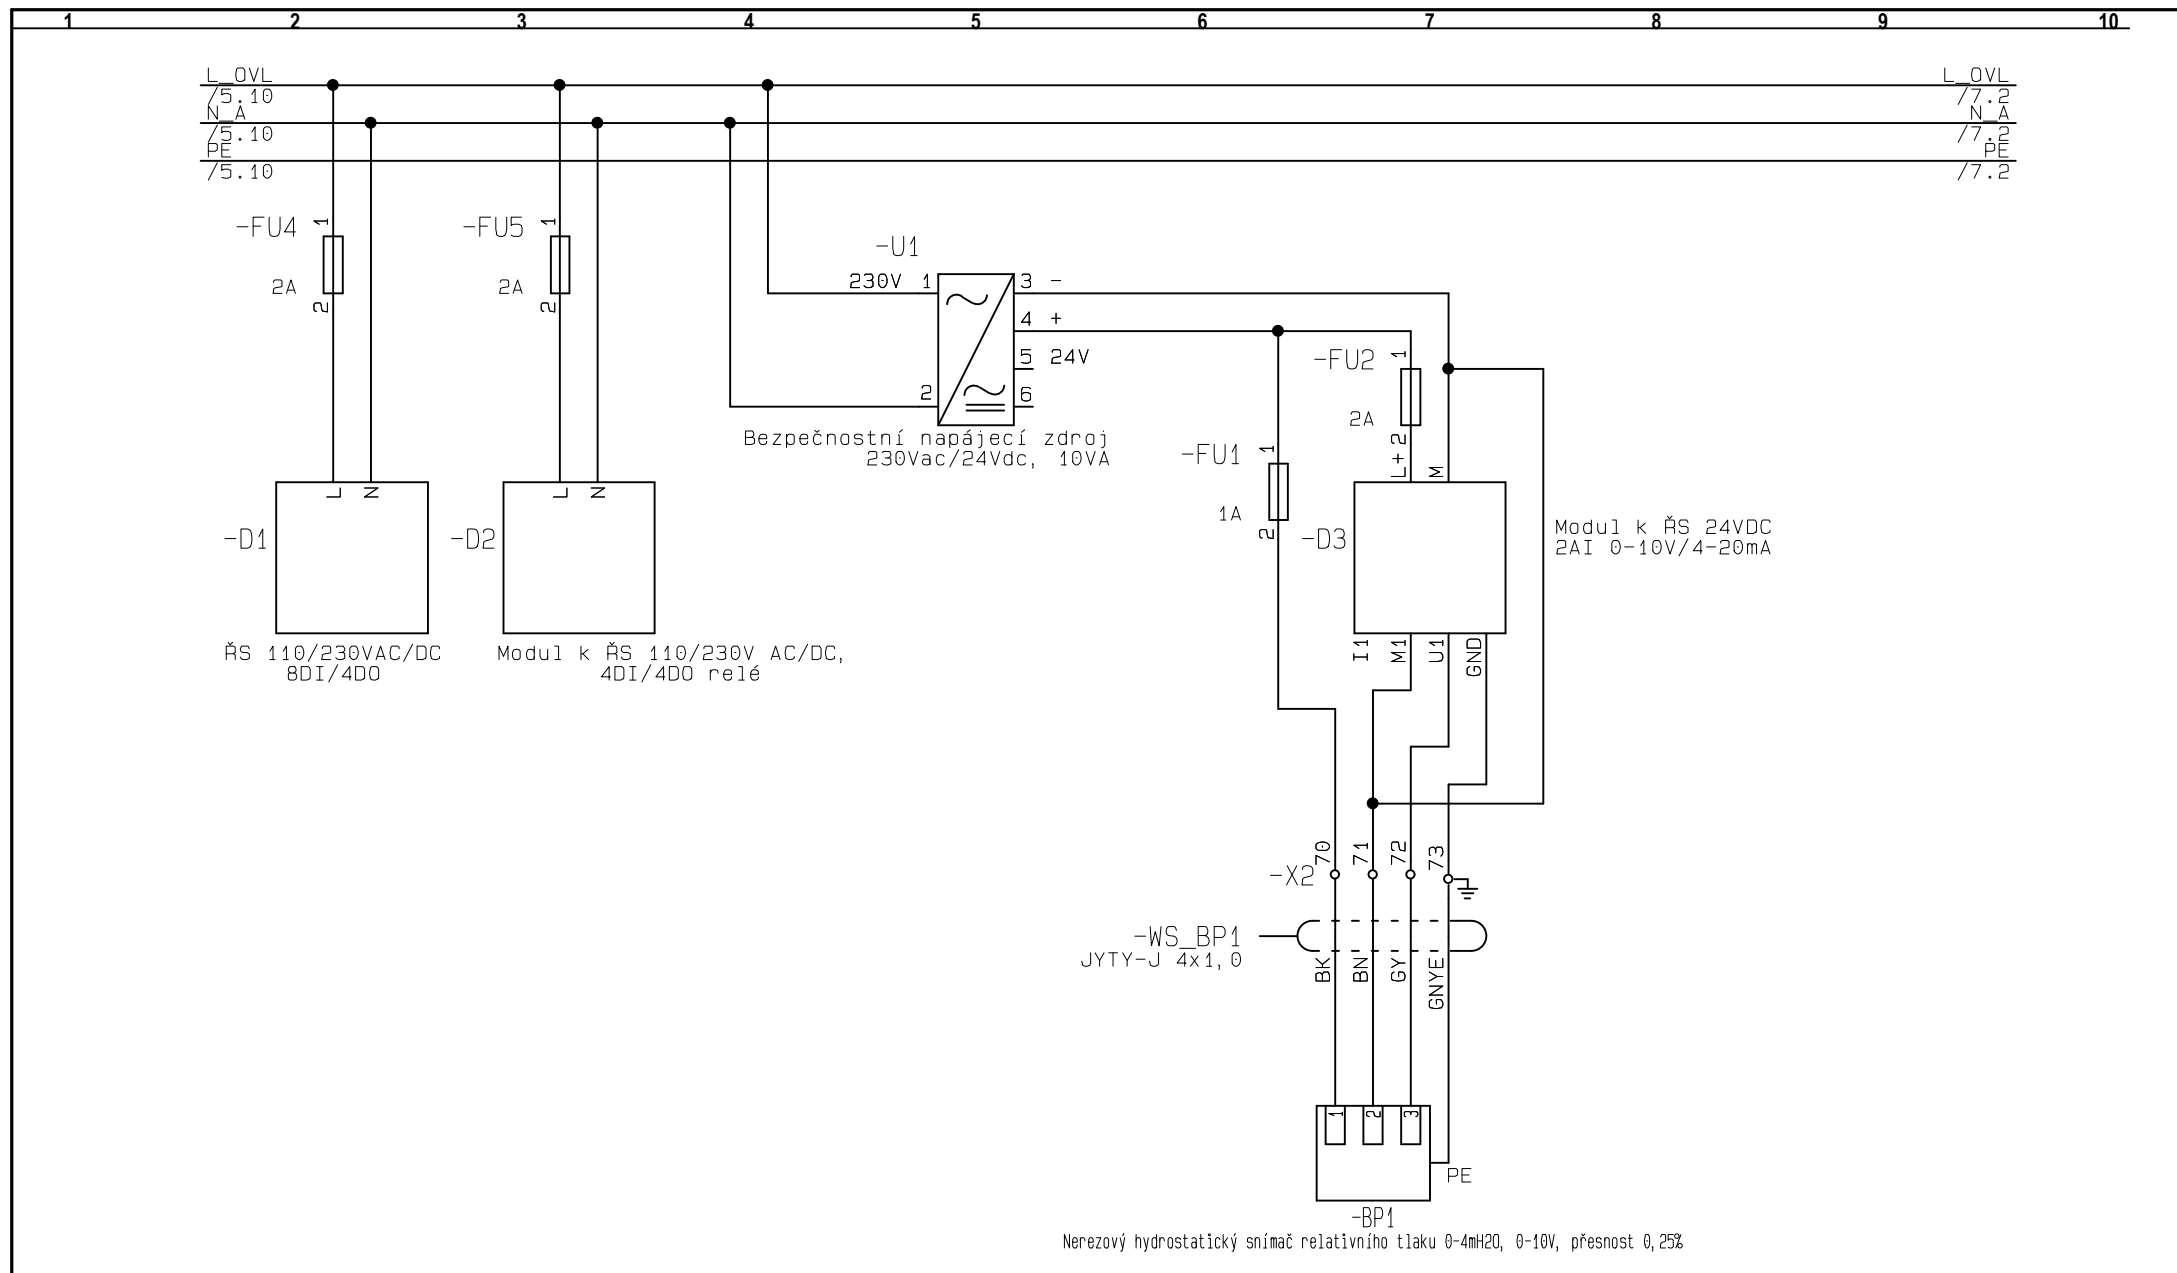 1 2 3 4 5 6 7 8 9 10
L_OVL
/5.10
N_A
/5.10
PE
/5.10
L_OVL
/7.2
N_A
/7.2
PE
/7.2
-FU4
1
2A
2
-FU5
1
2A
2
-U1
230V 1
2
3 -
4 +
5 24V
6
Bezpečnostní napájecí zdroj
230Vac/24Vdc, 10VA
-FU2
1
2A
2
-FU1
1
1A
2
L N
-D1
ŘS 110/230VAC/DC
8DI/4DO
L N
-D2
Modul k ŘS 110/230V AC/DC,
4DI/4DO relé
L+ M
-D3
I1 M1 U1 GND
Modul k ŘS 24VDC
2AI 0-10V/4-20mA
-X2
70 71 72 73
-WS_BP1
JYTY-J 4x1,0
BK BN GY GNYE
1 2 3
PE
-BP1
Nerezový hydrostatický snímač relativního tlaku 0-4mH2O, 0-10V, přesnost 0,25%